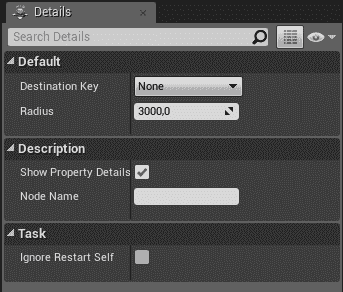 Details
Search Details
Default
Destination Key None
Radius 3000,0
Description
Show Property Details
Node Name
Task
Ignore Restart Self